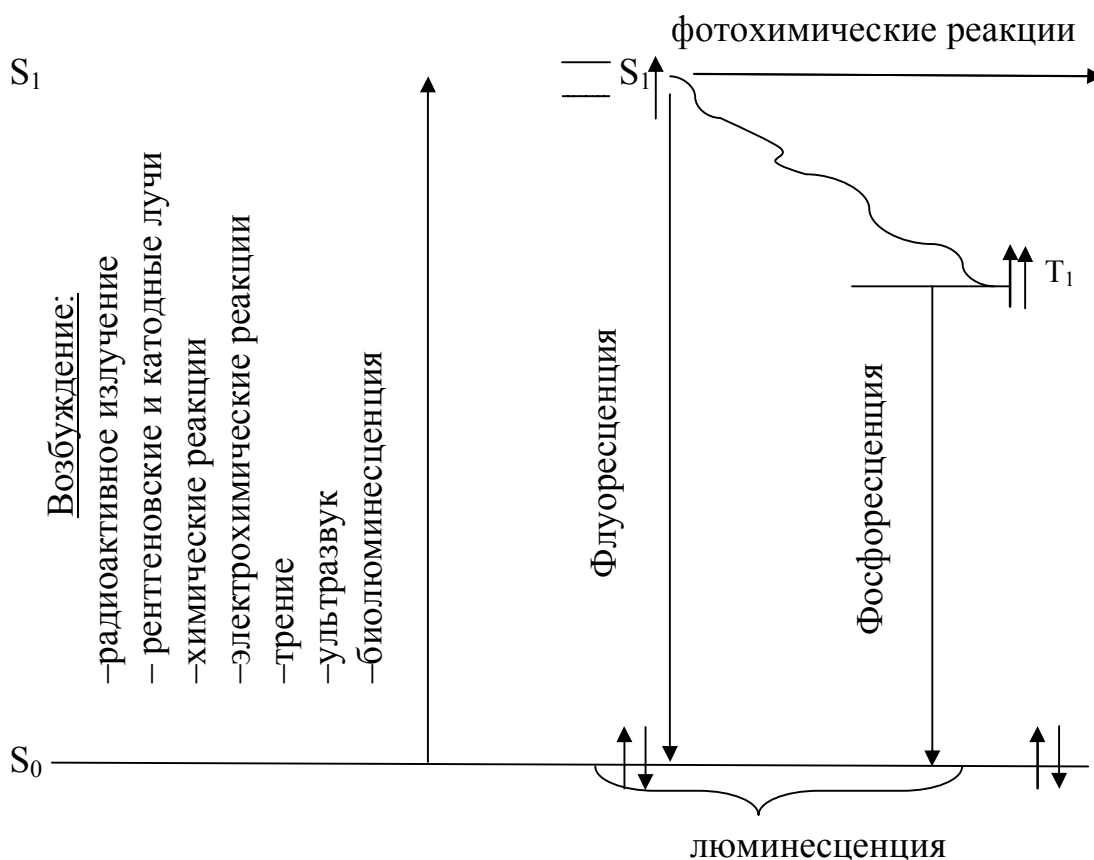 фотохимические реакции
S₁
S₁
T₁
Возбуждение:
–радиоактивное излучение
– рентгеновские и катодные лучи
–химические реакции
–электрохимические реакции
–трение
–ультразвук
–биолюминесценция
Флуоресценция
Фосфоресценция
S₀
люминесценция